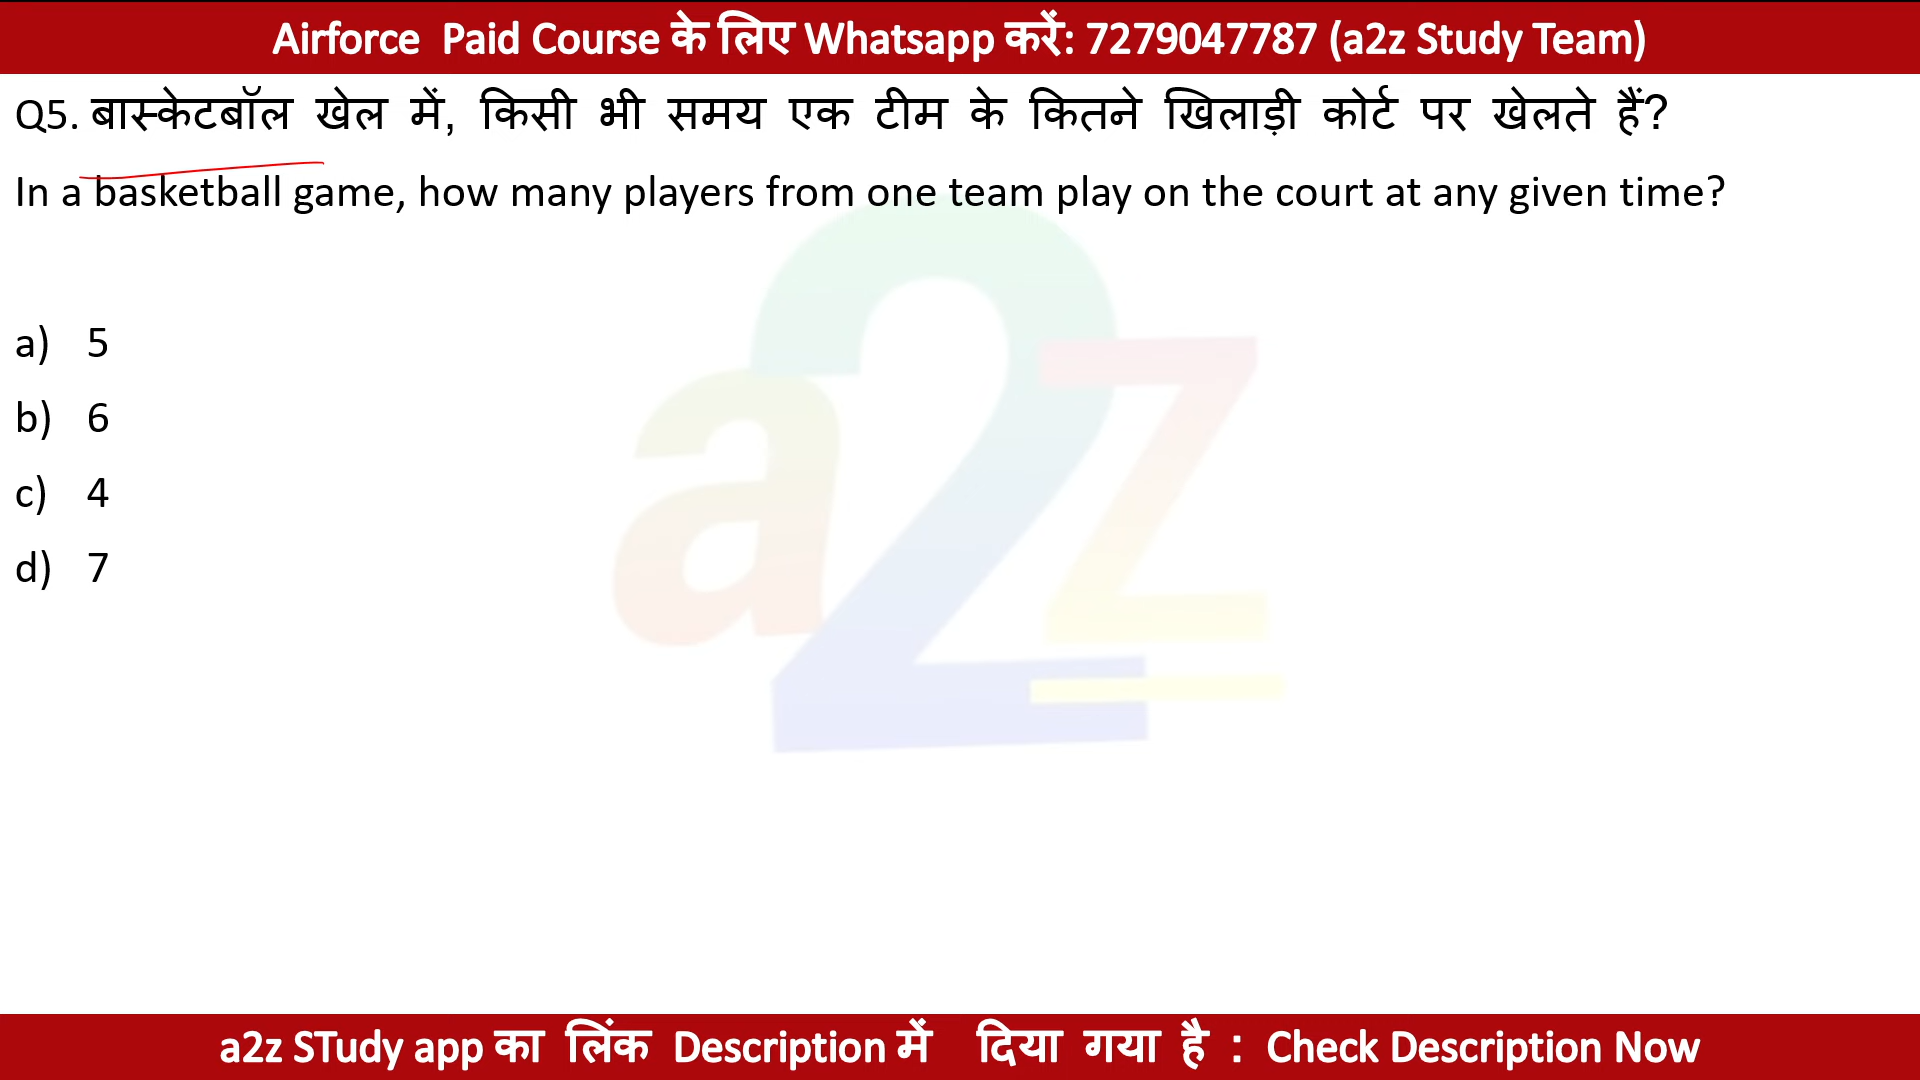 Airforce Paid Course के लिए Whatsapp करें: 7279047787 (a2z Study Team)
Q5. बास्केटबॉल खेल में, किसी भी समय एक टीम के कितने खिलाड़ी कोर्ट पर खेलते हैं?
In a basketball game, how many players from one team play on the court at any given time?
a) 5
b) 6
c) 4
d) 7
a2z
a2z STudy app का लिंक Description में दिया गया है : Check Description Now